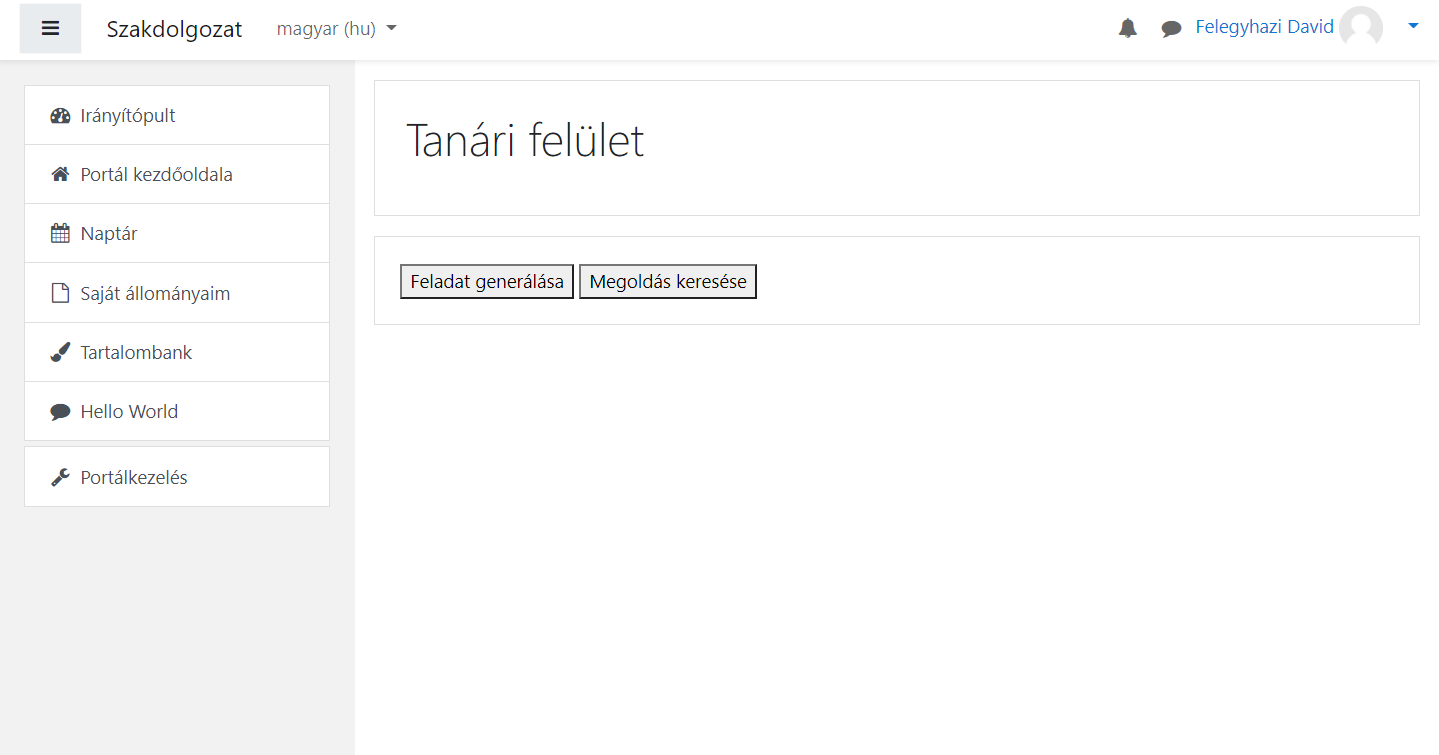 Szakdolgozat magyar (hu) Felegyhazi David
Irányítópult
Portál kezdőoldala
Naptár
Saját állományaim
Tartalombank
Hello World
Portálkezelés
Tanári felület
Feladat generálása Megoldás keresése